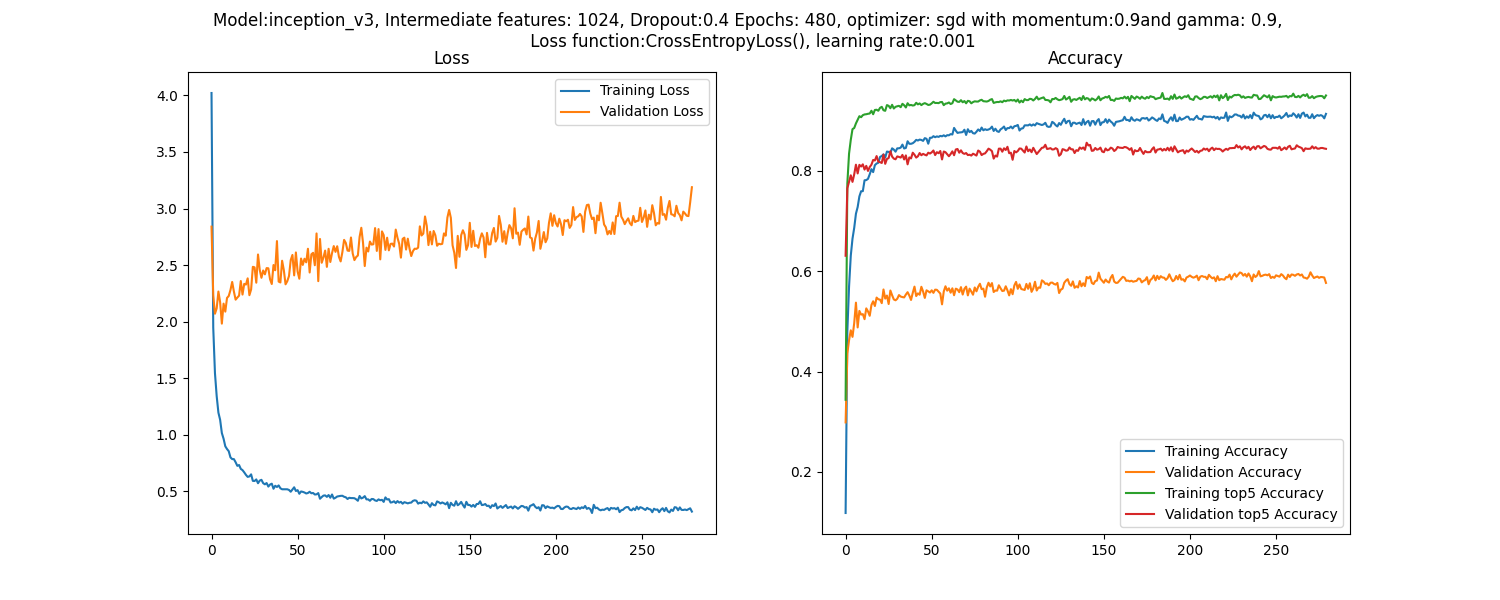 Model:inception_v3, Intermediate features: 1024, Dropout:0.4 Epochs: 480, optimizer: sgd with momentum:0.9and gamma: 0.9,
Loss function:CrossEntropyLoss(), learning rate:0.001
Loss
4.0
3.5
3.0
2.5
2.0
1.5
1.0
0.5
0
50
100
150
200
250
Training Loss
Validation Loss
Accuracy
0.8
0.6
0.4
0.2
0
50
100
150
200
250
Training Accuracy
Validation Accuracy
Training top5 Accuracy
Validation top5 Accuracy